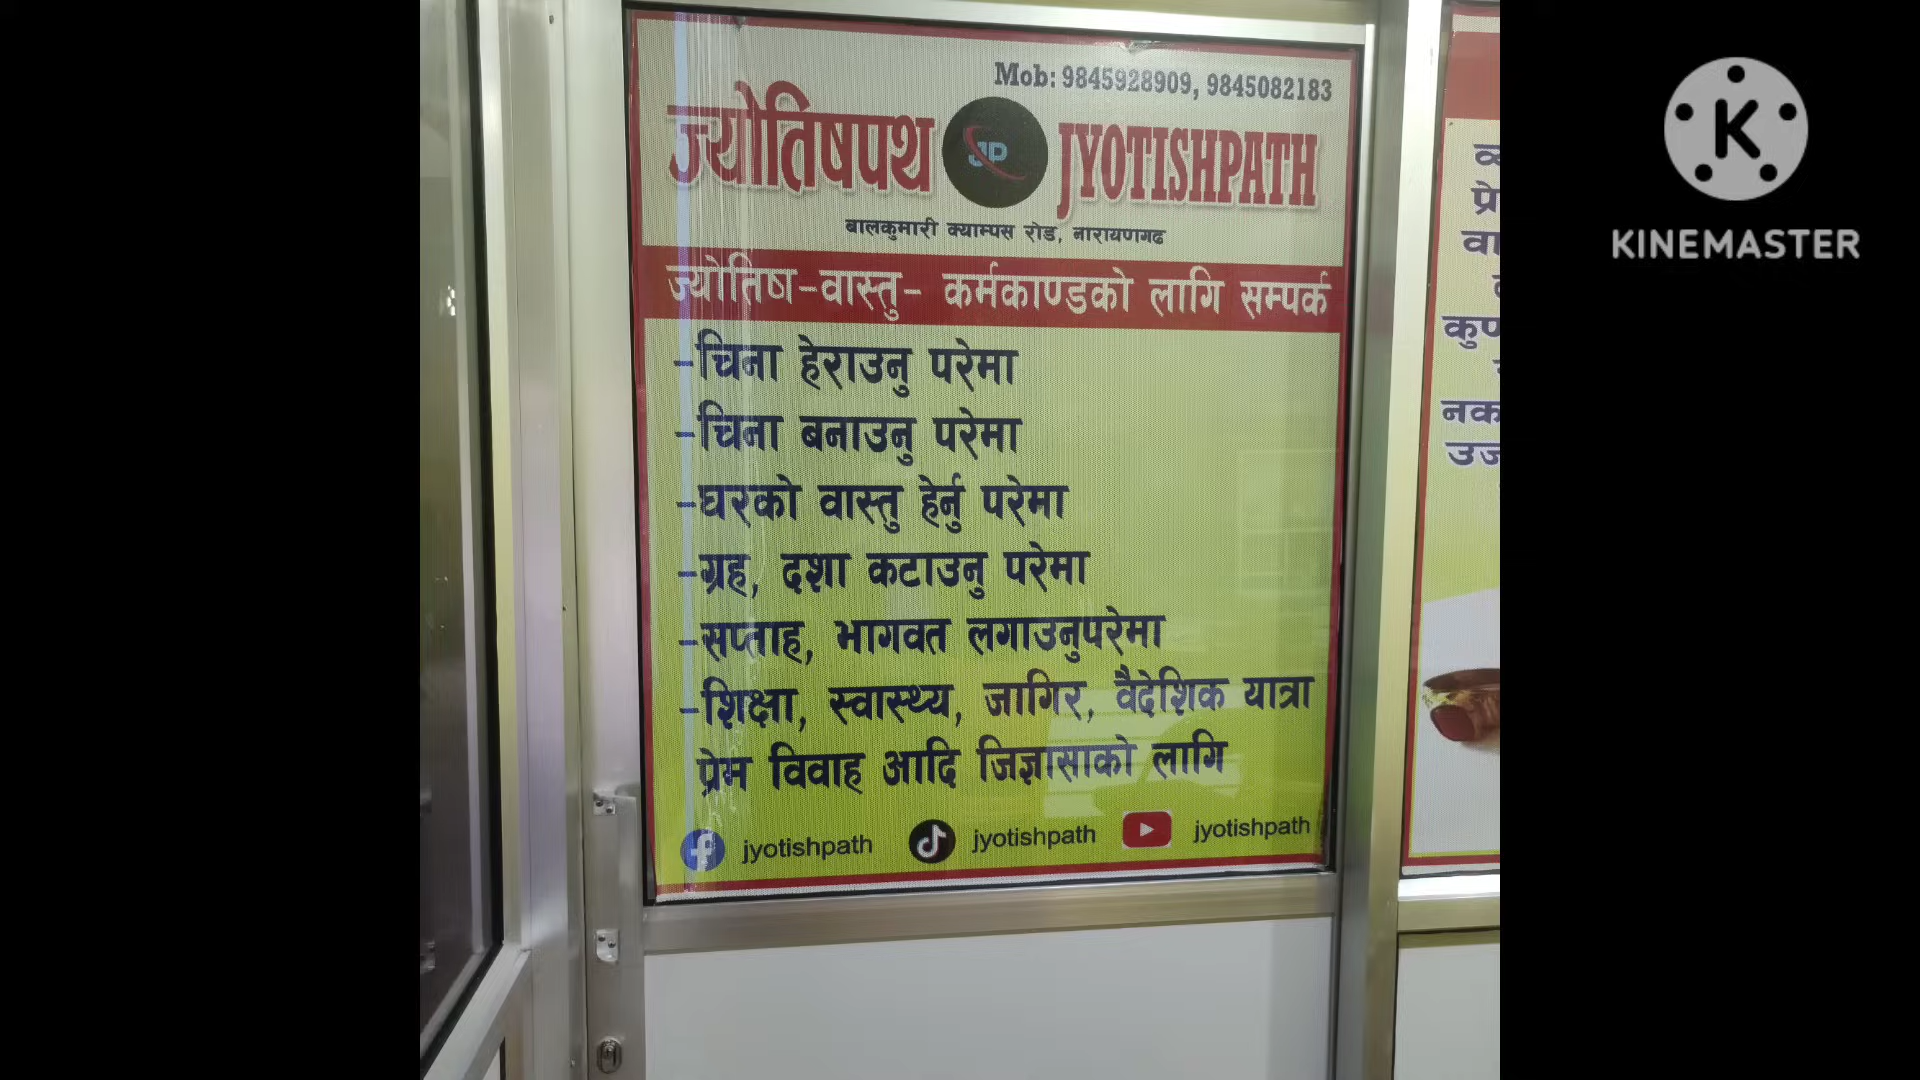 Mob: 9845928909, 9845082183
ज्योतिषपथ JP JYOTISHPATH
बालकुमारी क्याम्पस रोड, नारायणगढ
ज्योतिष-वास्तु- कर्मकाण्डको लागि सम्पर्क
-चिना हेराउनु परेमा
-चिना बनाउनु परेमा
-घरको वास्तु हेर्नु परेमा
-ग्रह, दशा कटाउनु परेमा
-सप्ताह, भागवत लगाउनुपरेमा
-शिक्षा, स्वास्थ्य, जागिर, वैदेशिक यात्रा
प्रेम विवाह आदि जिज्ञासाको लागि
jyotishpath jyotishpath jyotishpath
K
KINEMASTER